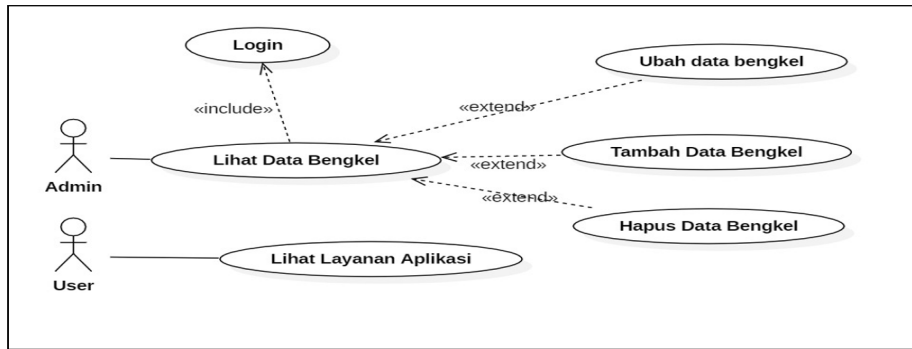 Login
Ubah data bengkel
«include»
«extend»
Lihat Data Bengkel
Tambah Data Bengkel
«extend»
Admin
«extend»
Hapus Data Bengkel
Lihat Layanan Aplikasi
User